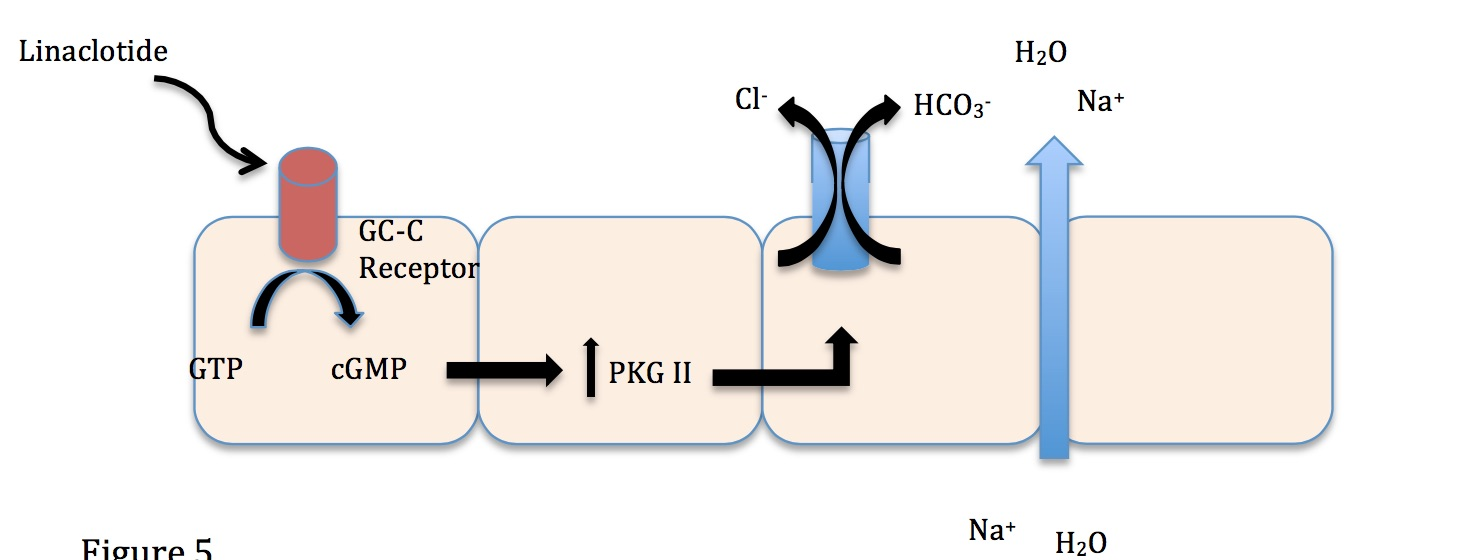 Linaclotide
H₂O
Cl⁻
HCO₃⁻
Na⁺
GC-C
Receptor
GTP
cGMP
PKG II
Na⁺
H₂O
Figure 5